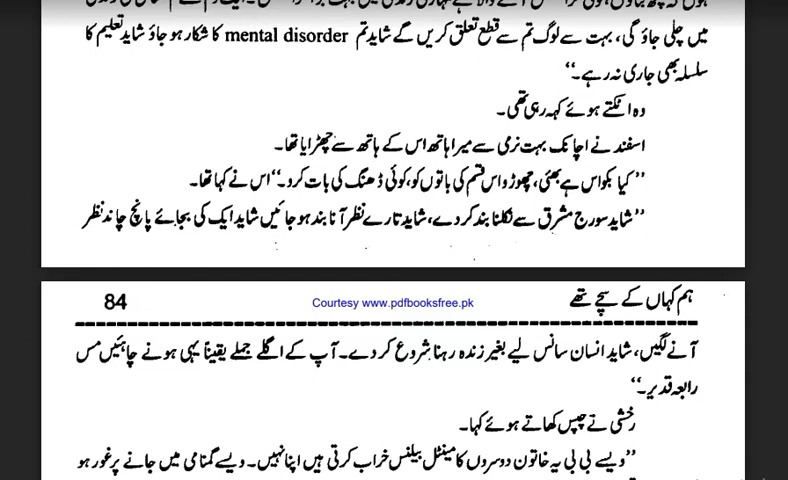 میں چلی جاؤ گی، بہت سے لوگ تم سے قطع تعلق کریں گے شاید تم mental disorder کا شکار ہو جاؤ شاید تعلیم کا
سلسلہ بھی جاری نہ رہے۔‘‘
وہ اٹکتے ہوئے کہہ رہی تھی۔
اسفند نے اچانک بہت نرمی سے میرا ہاتھ اس کے ہاتھ سے چھڑایا تھا۔
’’کیا بکواس ہے بھئی، چھوڑو اس قسم کی باتوں کو، کوئی ڈھنگ کی بات کرو۔‘‘ اس نے کہا تھا۔
’’شاید سورج مشرق سے نکلنا بند کر دے، شاید تارے نظر آنا بند ہو جائیں شاید ایک کی بجائے پانچ چاند نظر
ہم کہاں کے سچے تھے Courtesy www.pdfbooksfree.pk 84
آنے لگیں، شاید انسان سانس لیے بغیر زندہ رہنا شروع کر دے۔ آپ کے اگلے جملے یقیناً یہی ہونے چاہئیں مس
رابعہ قدیر۔‘‘
رخشی نے چپس کھاتے ہوئے کہا۔
’’ویسے بی بی یہ خاتون دوسروں کا مینٹل بیلنس خراب کرتی ہیں اپنا نہیں۔ ویسے گمنامی میں جانے پر غور ہو